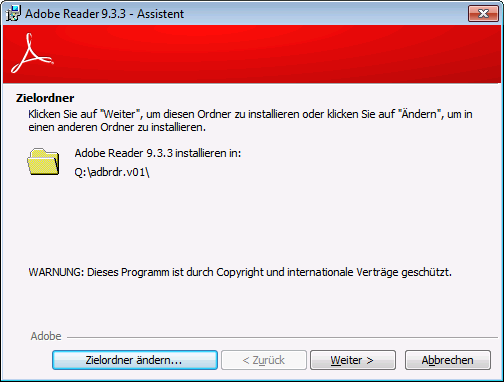 Adobe Reader 9.3.3 - Assistent
Zielordner
Klicken Sie auf "Weiter", um diesen Ordner zu installieren oder klicken Sie auf "Ändern", um in
einen anderen Ordner zu installieren.
Adobe Reader 9.3.3 installieren in:
Q:\adbrdr.v01\
WARNUNG: Dieses Programm ist durch Copyright und internationale Verträge geschützt.
Adobe
Zielordner ändern...
< Zurück
Weiter >
Abbrechen